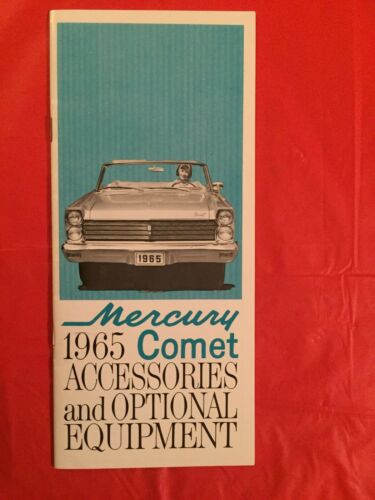 1965
Mercury
1965 Comet
ACCESSORIES
and OPTIONAL
EQUIPMENT